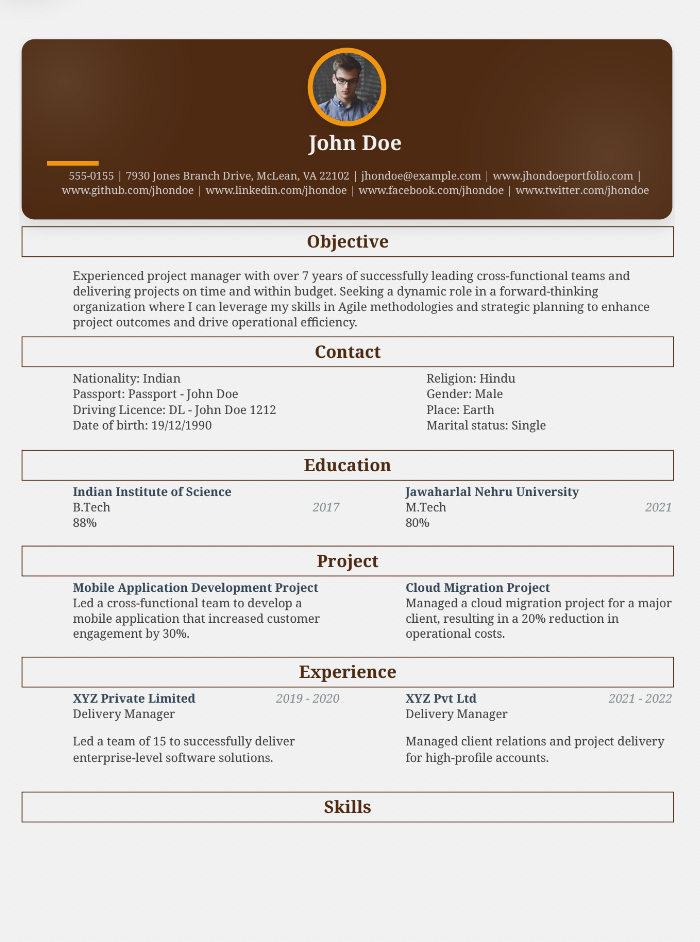 John Doe
555-0155 | 7930 Jones Branch Drive, McLean, VA 22102 | jhondoe@example.com | www.jhondoeportfolio.com |
www.github.com/jhondoe | www.linkedin.com/jhondoe | www.facebook.com/jhondoe | www.twitter.com/jhondoe
Objective
Experienced project manager with over 7 years of successfully leading cross-functional teams and
delivering projects on time and within budget. Seeking a dynamic role in a forward-thinking
organization where I can leverage my skills in Agile methodologies and strategic planning to enhance
project outcomes and drive operational efficiency.
Contact
Nationality: Indian
Passport: Passport - John Doe
Driving Licence: DL - John Doe 1212
Date of birth: 19/12/1990
Religion: Hindu
Gender: Male
Place: Earth
Marital status: Single
Education
Indian Institute of Science
B.Tech 2017
88%
Jawaharlal Nehru University
M.Tech 2021
80%
Project
Mobile Application Development Project
Led a cross-functional team to develop a
mobile application that increased customer
engagement by 30%.
Cloud Migration Project
Managed a cloud migration project for a major
client, resulting in a 20% reduction in
operational costs.
Experience
XYZ Private Limited 2019 - 2020
Delivery Manager
Led a team of 15 to successfully deliver
enterprise-level software solutions.
XYZ Pvt Ltd 2021 - 2022
Delivery Manager
Managed client relations and project delivery
for high-profile accounts.
Skills